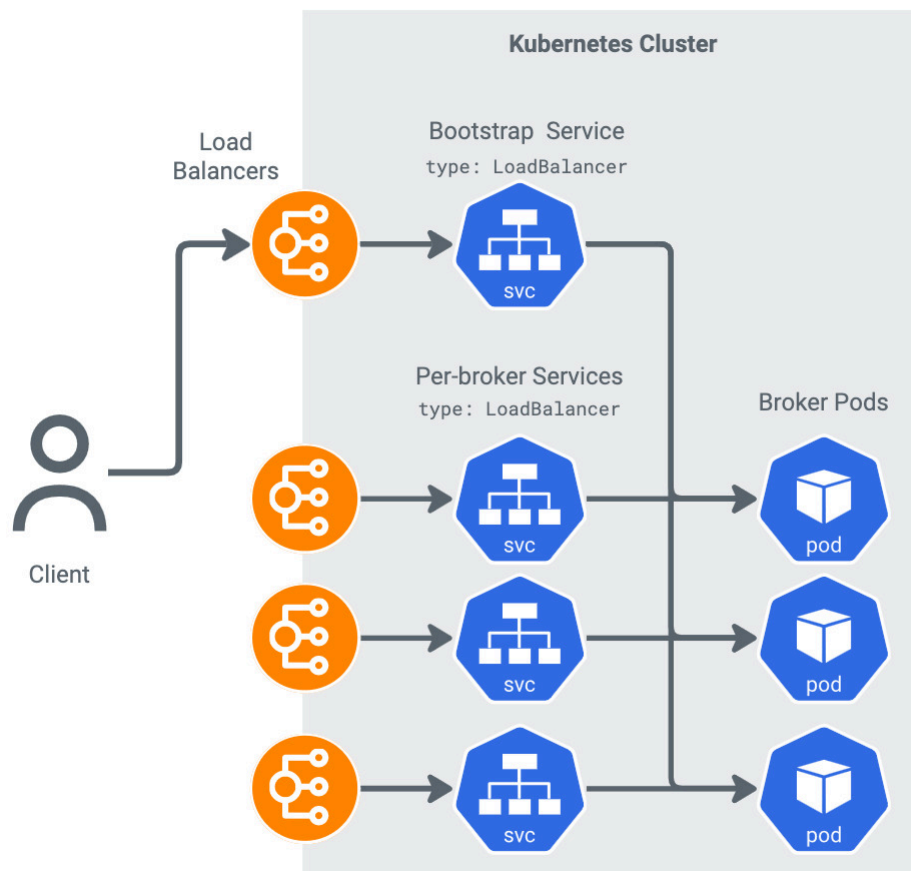 Kubernetes Cluster
Load
Balancers
Bootstrap Service
type: LoadBalancer
svc
Per-broker Services
type: LoadBalancer
Broker Pods
svc
pod
Client
svc
pod
svc
pod